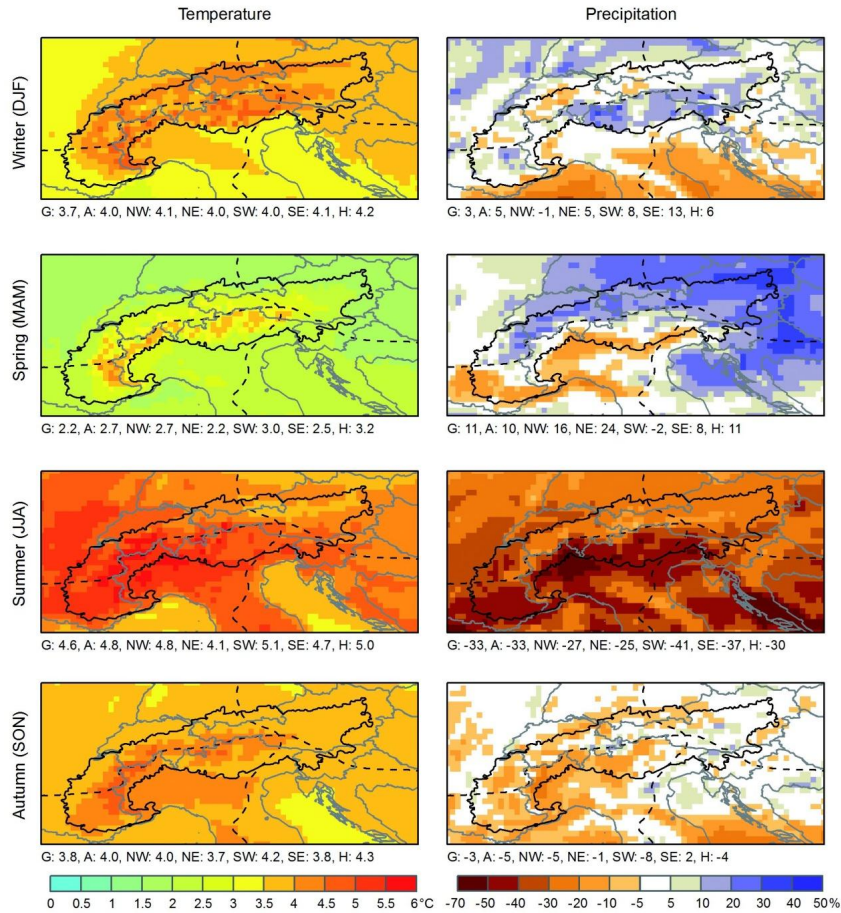 Temperature Precipitation
Winter (DJF)
G: 3.7, A: 4.0, NW: 4.1, NE: 4.0, SW: 4.0, SE: 4.1, H: 4.2
G: 3, A: 5, NW: -1, NE: 5, SW: 8, SE: 13, H: 6
Spring (MAM)
G: 2.2, A: 2.7, NW: 2.7, NE: 2.2, SW: 3.0, SE: 2.5, H: 3.2
G: 11, A: 10, NW: 16, NE: 24, SW: -2, SE: 8, H: 11
Summer (JJA)
G: 4.6, A: 4.8, NW: 4.8, NE: 4.1, SW: 5.1, SE: 4.7, H: 5.0
G: -33, A: -33, NW: -27, NE: -25, SW: -41, SE: -37, H: -30
Autumn (SON)
G: 3.8, A: 4.0, NW: 4.0, NE: 3.7, SW: 4.2, SE: 3.8, H: 4.3
G: -3, A: -5, NW: -5, NE: -1, SW: -8, SE: 2, H: -4
0 0.5 1 1.5 2 2.5 3 3.5 4 4.5 5 5.5 6°C
-70 -50 -40 -30 -20 -10 -5 5 10 20 30 40 50%